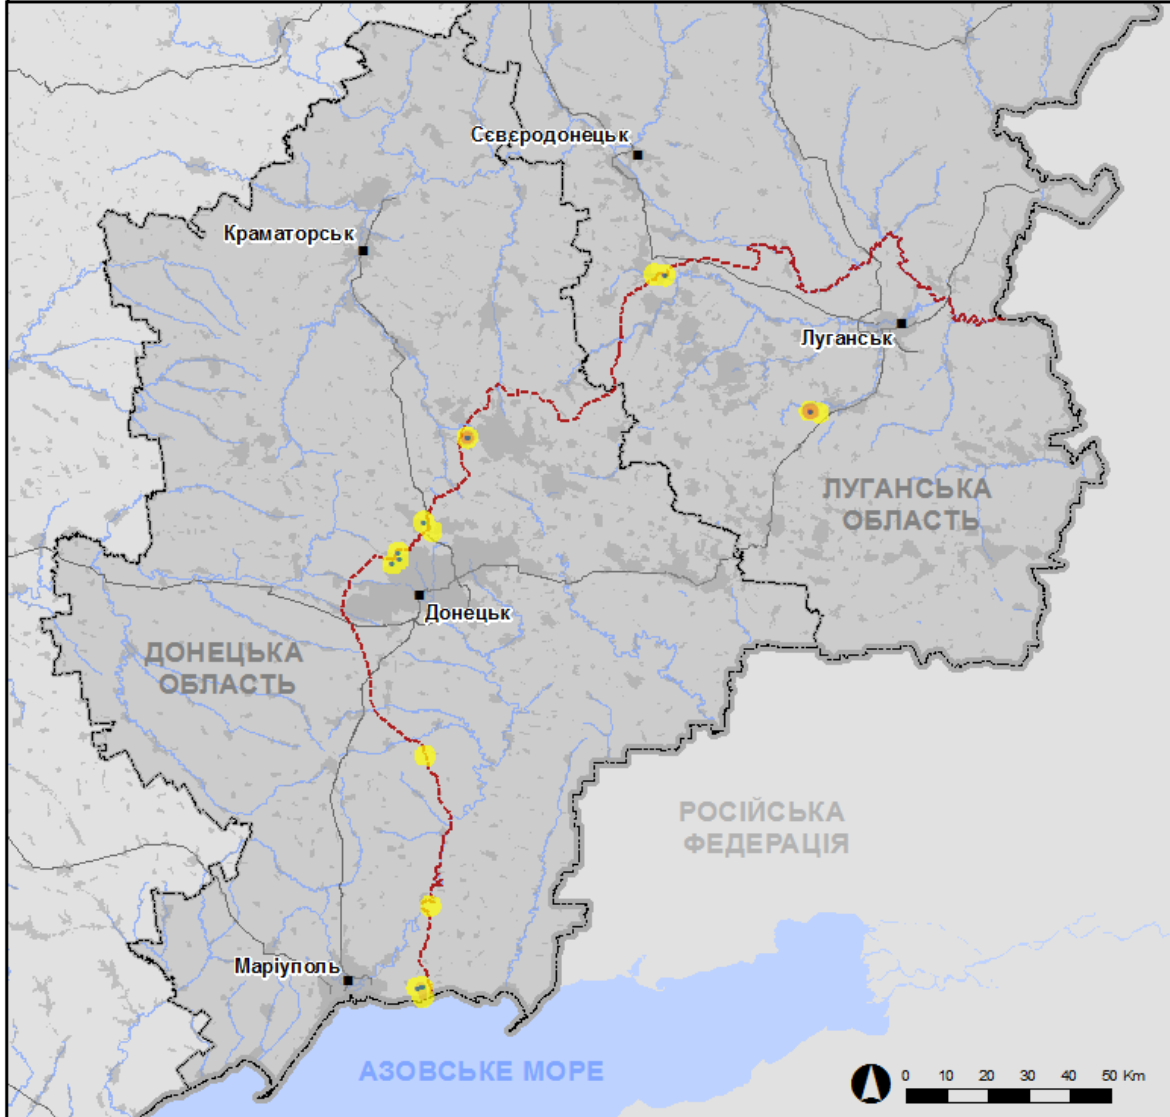 Сєвєродонецьк
Краматорськ
Луганськ
ЛУГАНСЬКА
ОБЛАСТЬ
Донецьк
ДОНЕЦЬКА
ОБЛАСТЬ
РОСІЙСЬКА
ФЕДЕРАЦІЯ
Маріуполь
АЗОВСЬКЕ МОРЕ
0 10 20 30 40 50 Km